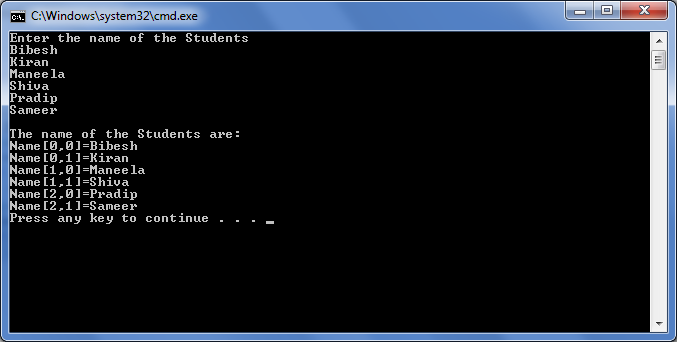 C:\Windows\system32\cmd.exe
Enter the name of the Students
Bibesh
Kiran
Maneela
Shiva
Pradip
Sameer
The name of the Students are:
Name[0,0]=Bibesh
Name[0,1]=Kiran
Name[1,0]=Maneela
Name[1,1]=Shiva
Name[2,0]=Pradip
Name[2,1]=Sameer
Press any key to continue . . . _